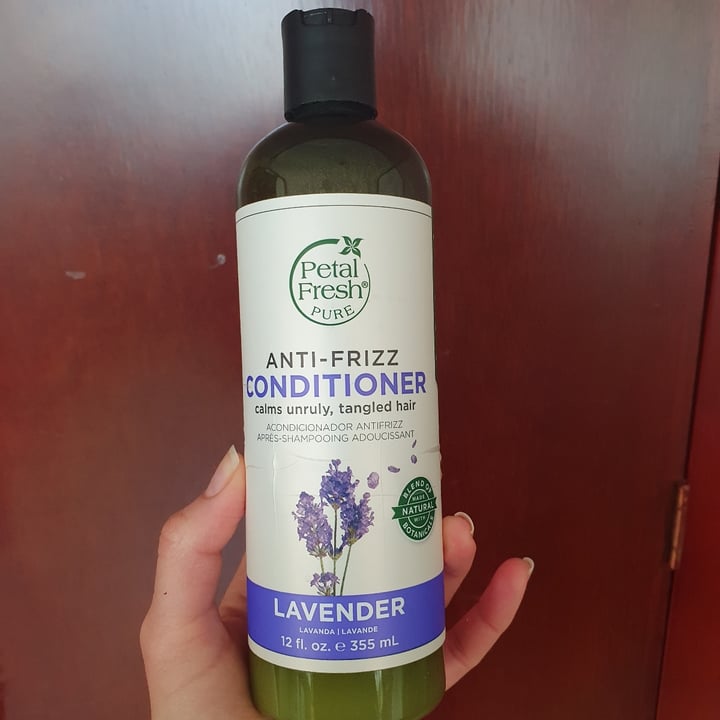 Petal
Fresh®
PURE
ANTI-FRIZZ
CONDITIONER
calms unruly, tangled hair
ACONDICIONADOR ANTIFRIZZ
APRÈS-SHAMPOOING ADOUCISSANT
BLEND OF
MADE
NATURAL
WITH
BOTANICALS
LAVENDER
LAVANDA | LAVANDE
12 fl. oz. ℮ 355 mL